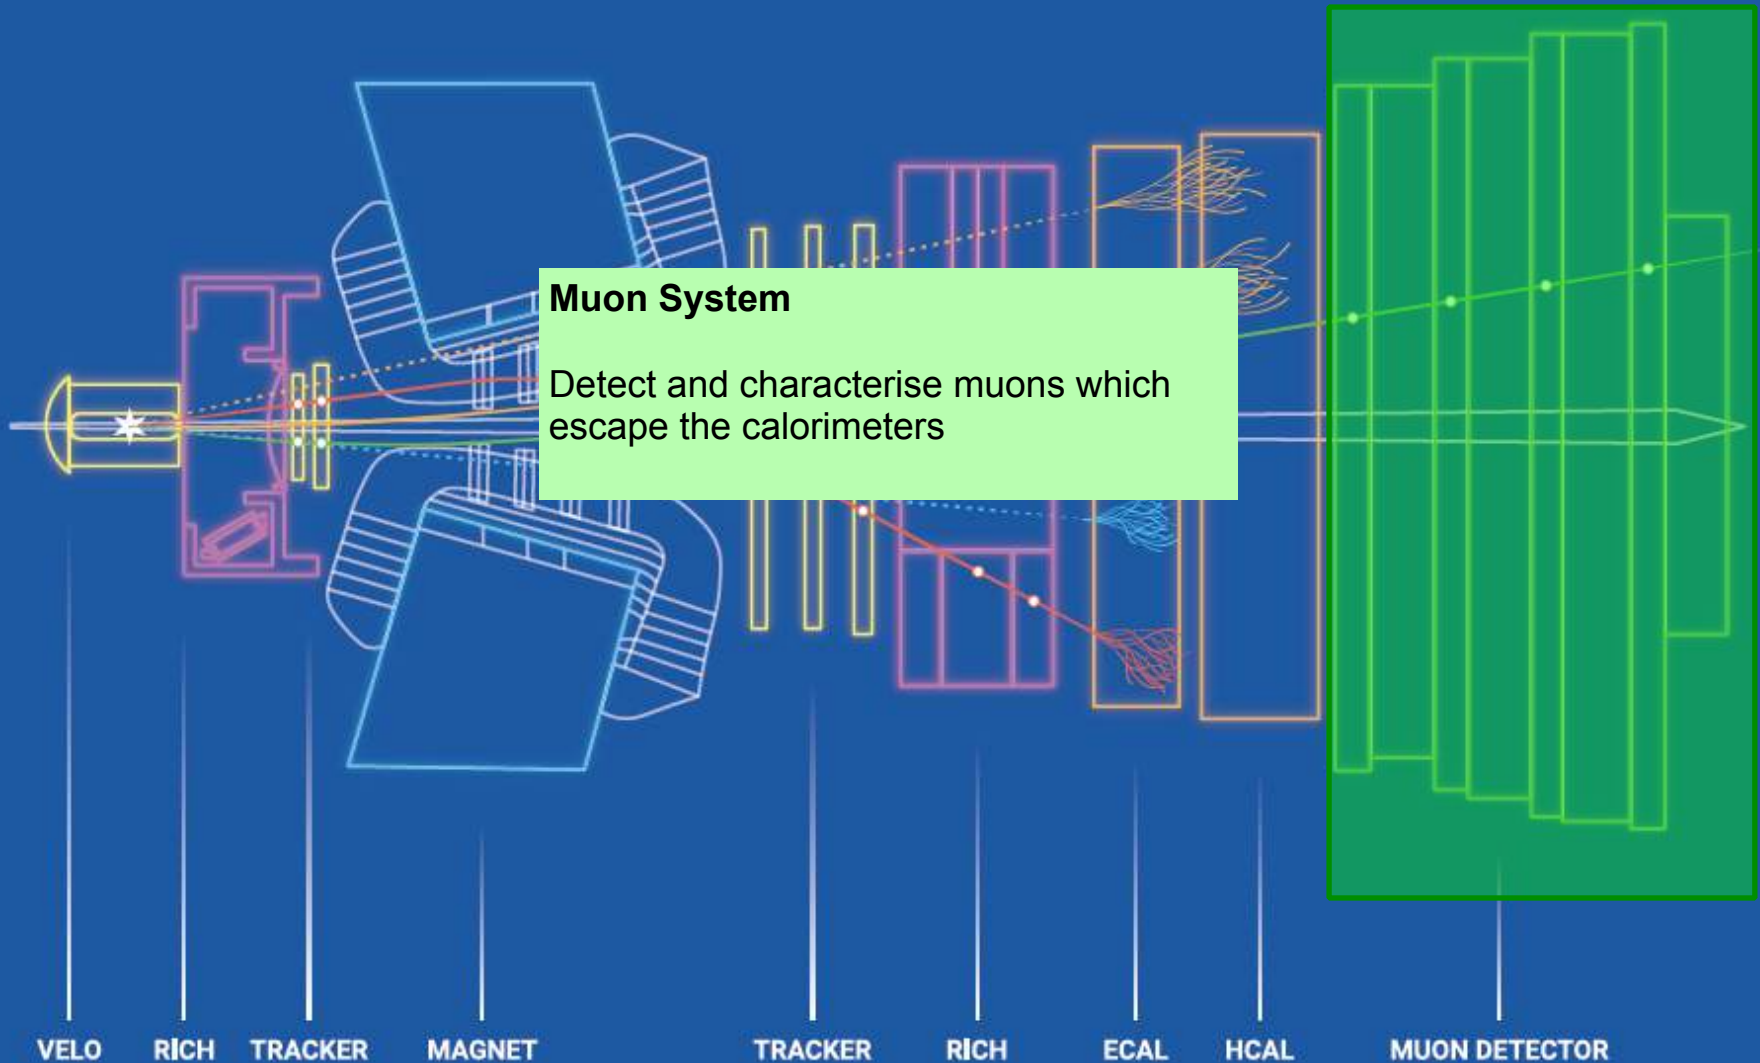 Muon System
Detect and characterise muons which
escape the calorimeters
VELO RICH TRACKER MAGNET TRACKER RICH ECAL HCAL MUON DETECTOR